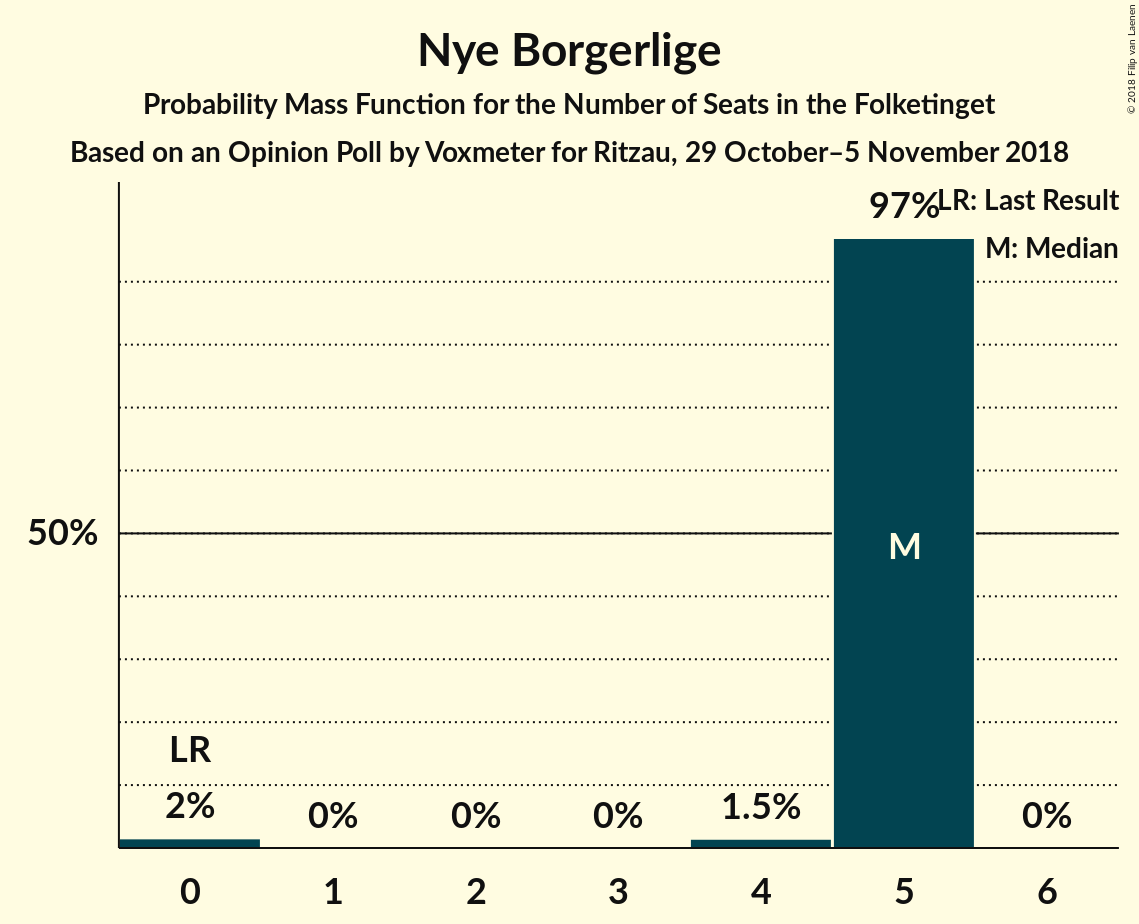 Nye Borgerlige
Probability Mass Function for the Number of Seats in the Folketinget
Based on an Opinion Poll by Voxmeter for Ritzau, 29 October–5 November 2018
© 2018 Filip van Laenen
97%
LR: Last Result
M: Median
50%
M
LR
2%
0%
0%
0%
1.5%
0%
0
1
2
3
4
5
6